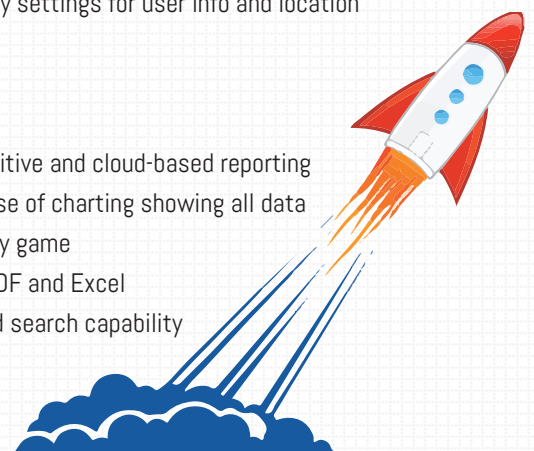 y settings for user info and location
itive and cloud-based reporting
se of charting showing all data
y game
DF and Excel
d search capability